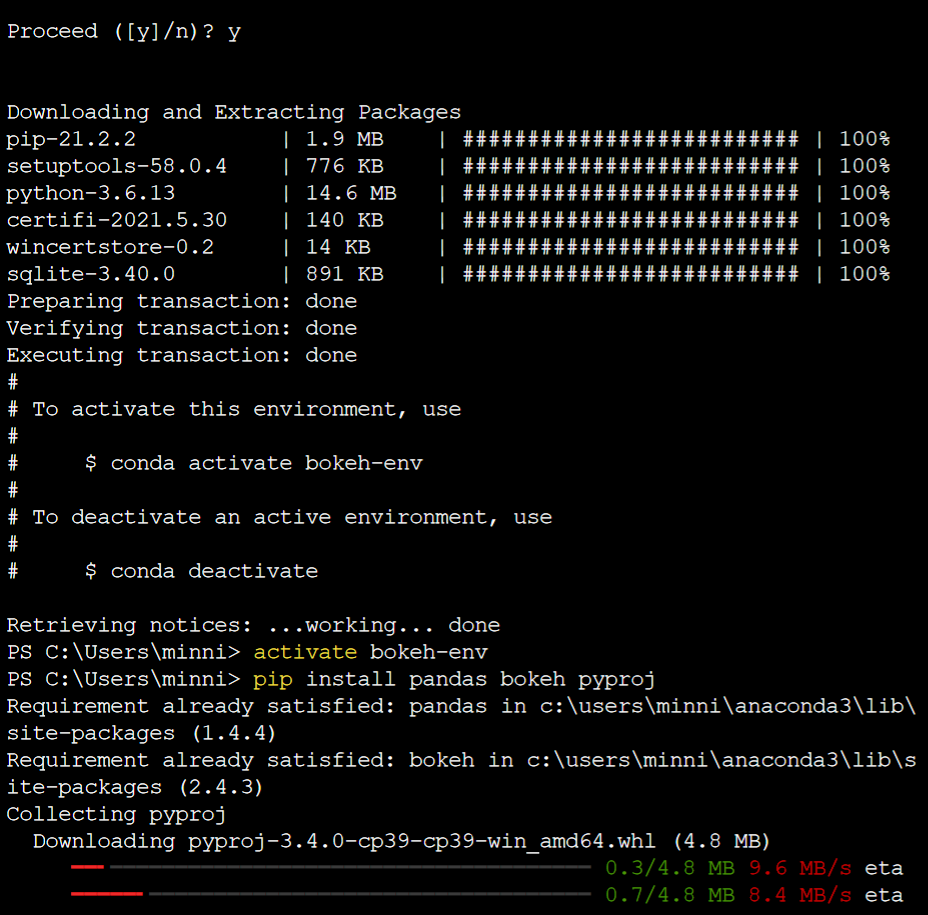 Proceed ([y]/n)? y
Downloading and Extracting Packages
pip-21.2.2 | 1.9 MB | ########################## | 100%
setuptools-58.0.4 | 776 KB | ########################## | 100%
python-3.6.13 | 14.6 MB | ########################## | 100%
certifi-2021.5.30 | 140 KB | ########################## | 100%
wincertstore-0.2 | 14 KB | ########################## | 100%
sqlite-3.40.0 | 891 KB | ########################## | 100%
Preparing transaction: done
Verifying transaction: done
Executing transaction: done
#
# To activate this environment, use
#
# $ conda activate bokeh-env
#
# To deactivate an active environment, use
#
# $ conda deactivate
Retrieving notices: ...working... done
PS C:\Users\minni> activate bokeh-env
PS C:\Users\minni> pip install pandas bokeh pyproj
Requirement already satisfied: pandas in c:\users\minni\anaconda3\lib\
site-packages (1.4.4)
Requirement already satisfied: bokeh in c:\users\minni\anaconda3\lib\s
ite-packages (2.4.3)
Collecting pyproj
Downloading pyproj-3.4.0-cp39-cp39-win_amd64.whl (4.8 MB)
0.3/4.8 MB 9.6 MB/s eta
0.7/4.8 MB 8.4 MB/s eta